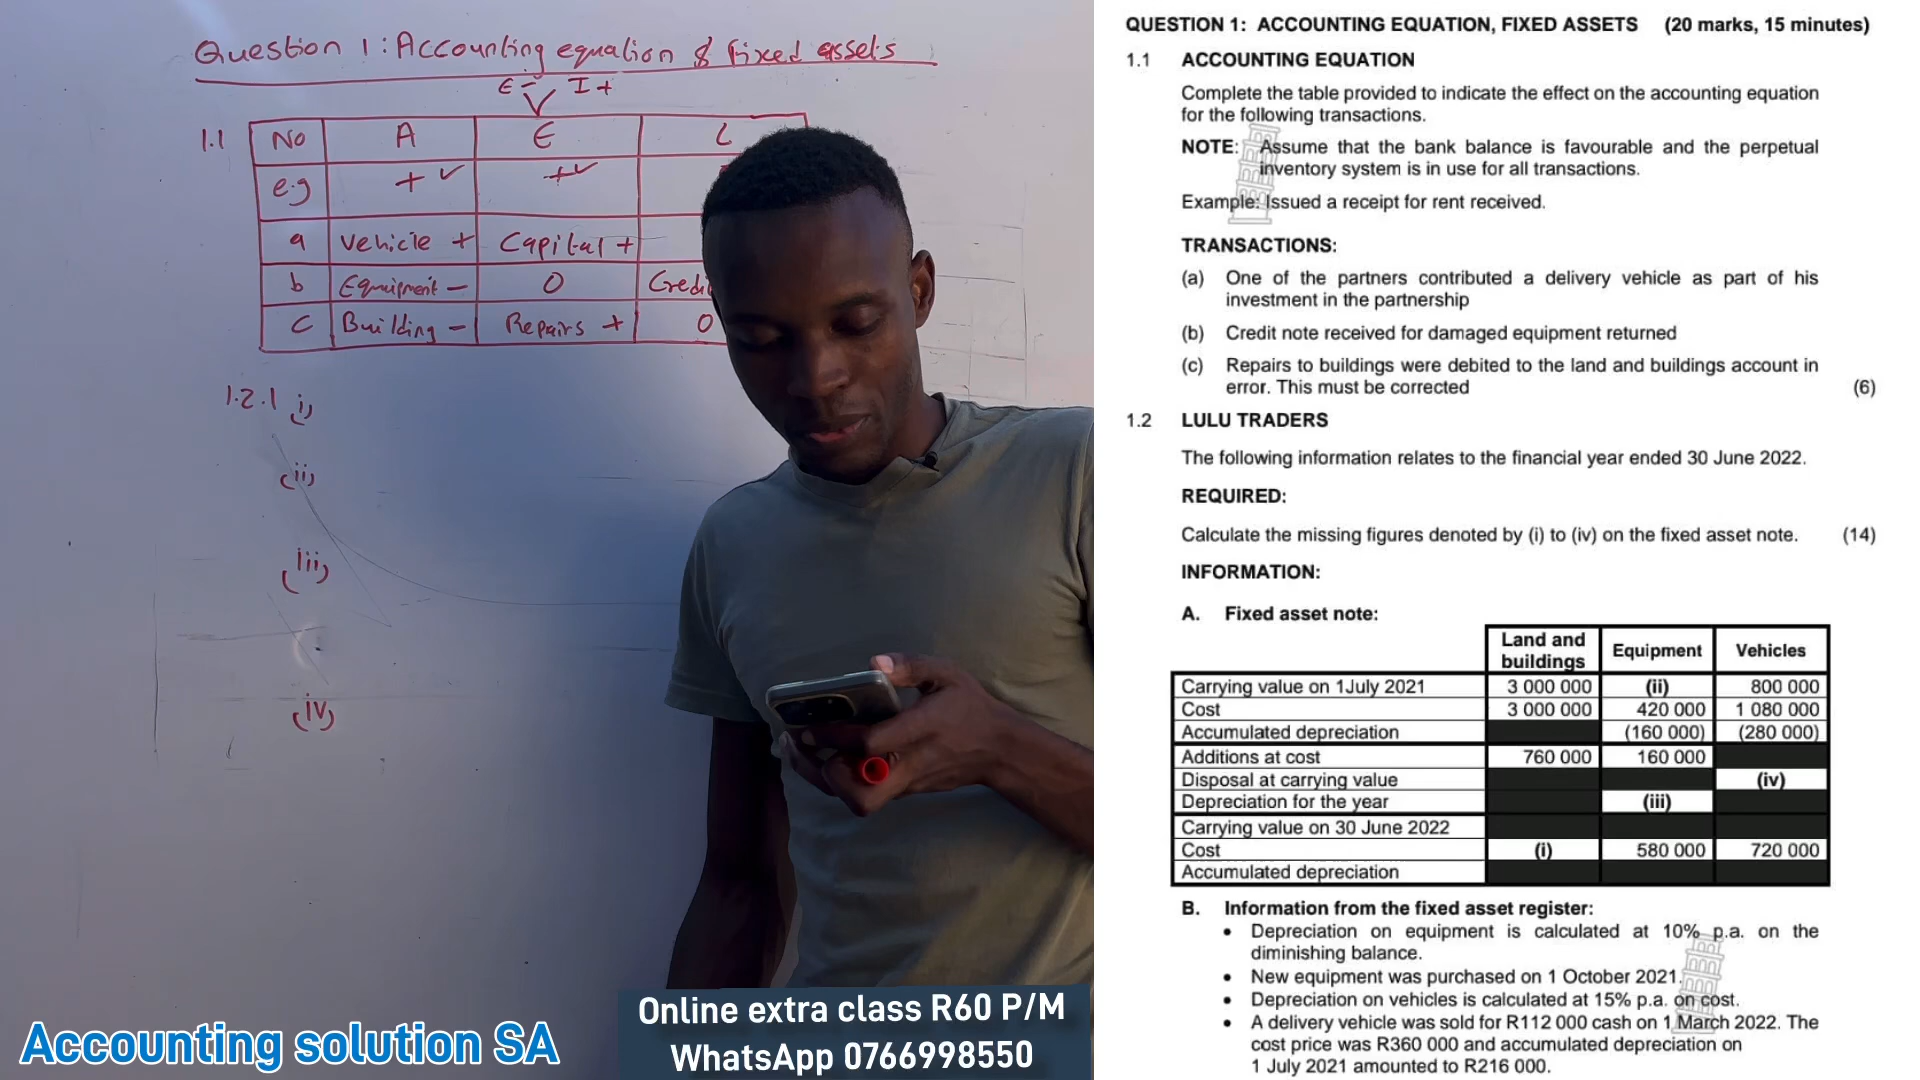 Question 1: Accounting equation & fixed assets
E - I +
1.1
No A E L
e.g + ✓ + ✓
a Vehicle + Capital +
b Equipment - 0 Credi
c Building - Repairs + 0
1.2.1 (i)
(ii)
(iii)
(iv)
Accounting solution SA
Online extra class R60 P/M
WhatsApp 0766998550
QUESTION 1: ACCOUNTING EQUATION, FIXED ASSETS (20 marks, 15 minutes)
1.1 ACCOUNTING EQUATION
Complete the table provided to indicate the effect on the accounting equation
for the following transactions.
NOTE: Assume that the bank balance is favourable and the perpetual
inventory system is in use for all transactions.
Example: Issued a receipt for rent received.
TRANSACTIONS:
(a) One of the partners contributed a delivery vehicle as part of his
investment in the partnership
(b) Credit note received for damaged equipment returned
(c) Repairs to buildings were debited to the land and buildings account in
error. This must be corrected (6)
1.2 LULU TRADERS
The following information relates to the financial year ended 30 June 2022.
REQUIRED:
Calculate the missing figures denoted by (i) to (iv) on the fixed asset note. (14)
INFORMATION:
A. Fixed asset note:
Land and
buildings Equipment Vehicles
Carrying value on 1July 2021 3 000 000 (ii) 800 000
Cost 3 000 000 420 000 1 080 000
Accumulated depreciation (160 000) (280 000)
Additions at cost 760 000 160 000
Disposal at carrying value (iv)
Depreciation for the year (iii)
Carrying value on 30 June 2022
Cost (i) 580 000 720 000
Accumulated depreciation
B. Information from the fixed asset register:
• Depreciation on equipment is calculated at 10% p.a. on the
diminishing balance.
• New equipment was purchased on 1 October 2021.
• Depreciation on vehicles is calculated at 15% p.a. on cost.
• A delivery vehicle was sold for R112 000 cash on 1 March 2022. The
cost price was R360 000 and accumulated depreciation on
1 July 2021 amounted to R216 000.